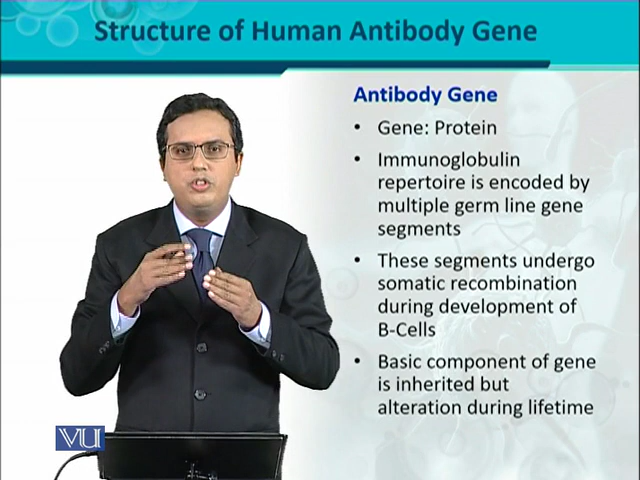 Structure of Human Antibody Gene
Antibody Gene
• Gene: Protein
• Immunoglobulin
repertoire is encoded by
multiple germ line gene
segments
• These segments undergo
somatic recombination
during development of
B-Cells
• Basic component of gene
is inherited but
alteration during lifetime
VU